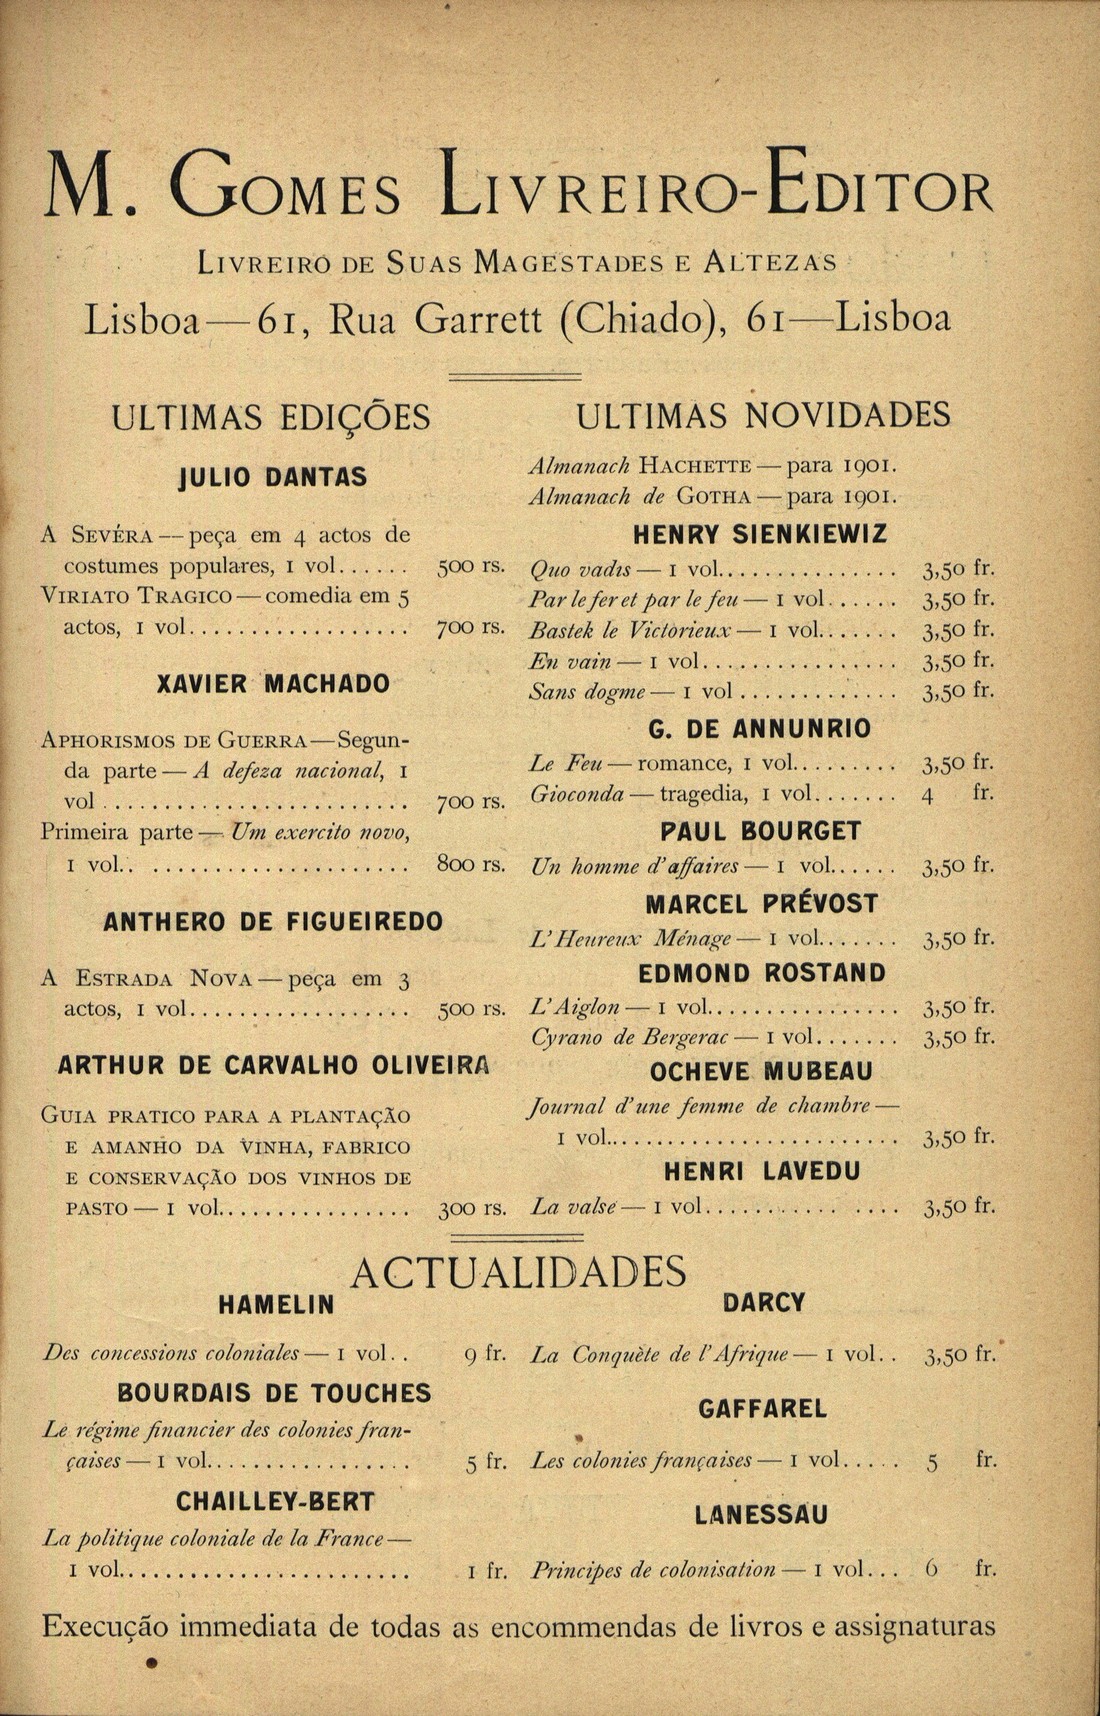 M. Gomes Livreiro-Editor
Livreiro de Suas Magestades e Altezas
Lisboa—61, Rua Garrett (Chiado), 61—Lisboa
ULTIMAS EDIÇÕES
JULIO DANTAS
A Sevéra—peça em 4 actos de
costumes populares, 1 vol...... 500 rs.
Viriato Tragico—comedia em 5
actos, 1 vol.................. 700 rs.
XAVIER MACHADO
Aphorismos de Guerra—Segun-
da parte—A defeza nacional, 1
vol ......................... 700 rs.
Primeira parte—Um exercito novo,
1 vol.. ..................... 800 rs.
ANTHERO DE FIGUEIREDO
A Estrada Nova—peça em 3
actos, 1 vol.................. 500 rs.
ARTHUR DE CARVALHO OLIVEIRA
Guia pratico para a plantação
e amanho da vinha, fabrico
e conservação dos vinhos de
pasto—1 vol................ 300 rs.
ULTIMAS NOVIDADES
Almanach Hachette—para 1901.
Almanach de Gotha—para 1901.
HENRY SIENKIEWIZ
Quo vadis—1 vol............... 3,50 fr.
Par le fer et par le feu—1 vol...... 3,50 fr.
Bastek le Victorieux—1 vol....... 3,50 fr.
En vain—1 vol................ 3,50 fr.
Sans dogme—1 vol ............. 3,50 fr.
G. DE ANNUNRIO
Le Feu—romance, 1 vol......... 3,50 fr.
Gioconda—tragedia, 1 vol....... 4 fr.
PAUL BOURGET
Un homme d'affaires—1 vol...... 3,50 fr.
MARCEL PRÉVOST
L'Heureux Ménage—1 vol....... 3,50 fr.
EDMOND ROSTAND
L'Aiglon—1 vol................ 3,50 fr.
Cyrano de Bergerac—1 vol....... 3,50 fr.
OCHEVE MUBEAU
Journal d'une femme de chambre—
1 vol......................... 3,50 fr.
HENRI LAVEDU
La valse—1 vol.......... .... 3,50 fr.
ACTUALIDADES
HAMELIN
Des concessions coloniales—1 vol.. 9 fr.
BOURDAIS DE TOUCHES
Le régime financier des colonies fran-
çaises—1 vol................. 5 fr.
CHAILLEY-BERT
La politique coloniale de la France—
1 vol........................ 1 fr.
DARCY
La Conquète de l'Afrique—1 vol.. 3,50 fr.
GAFFAREL
Les colonies françaises—1 vol..... 5 fr.
LANESSAU
Principes de colonisation—1 vol... 6 fr.
Execução immediata de todas as encommendas de livros e assignaturas